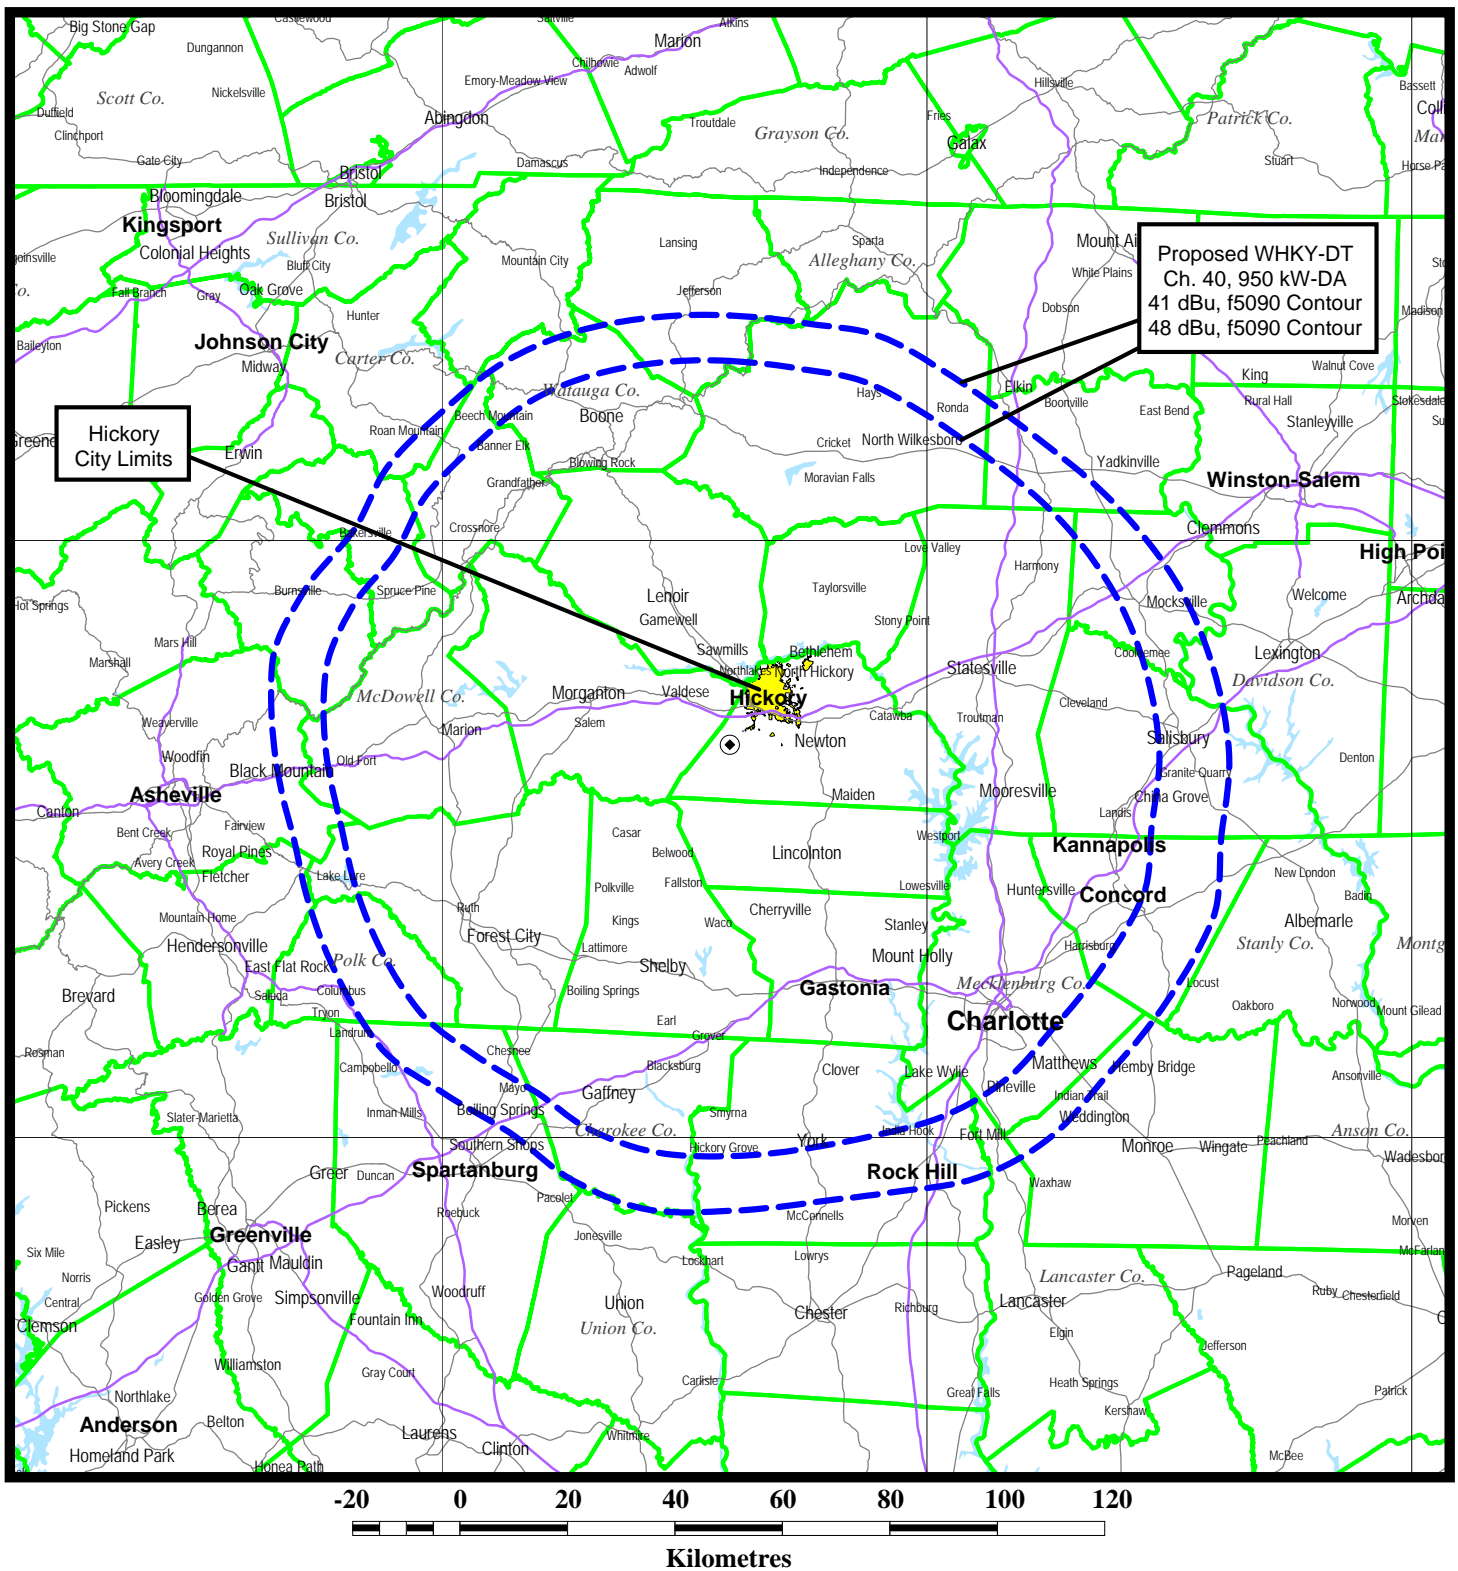 Big Stone Gap
Castlewood
Saltville
Atkins
Dungannon
Marion
Chilhowie
Adwolf
Emory-Meadow View
Hillsville
Bassett
Nickelsville
Scott Co.
Duffield
Abingdon
Troutdale
Grayson Co.
Fries
Patrick Co.
Clinchport
Galax
Gate City
Damascus
Independence
Stuart
Bristol
Bloomingdale
Bristol
Kingsport
Sullivan Co.
Lansing
Sparta
Colonial Heights
Mountain City
Alleghany Co.
Bluff City
White Plains
Proposed WHKY-DT
Ch. 40, 950 kW-DA
41 dBu, f5090 Contour
48 dBu, f5090 Contour
Fall Branch
Gray
Oak Grove
Jefferson
Hunter
Dobson
Madison
Baileyton
Johnson City
Carter Co.
Midway
Walnut Cove
King
Watauga Co.
Hays
Elkin
Boonville
Rural Hall
Stokesdale
Beech Mountain
Boone
Ronda
East Bend
Stanleyville
Hickory
City Limits
Roan Mountain
Banner Elk
Cricket
North Wilkesboro
Erwin
Blowing Rock
Yadkinville
Grandfather
Moravian Falls
Winston-Salem
Bakersville
Crossnore
Clemmons
Love Valley
High Poi
Harmony
Burnsville
Spruce Pine
Lenoir
Taylorsville
Welcome
Hot Springs
Gamewell
Mocksville
Archda
Stony Point
Mars Hill
Sawmills
Bethlehem
Cooleemee
Lexington
Marshall
Northlakes
North Hickory
Statesville
Davidson Co.
McDowell Co.
Morganton
Valdese
Hickory
Cleveland
Weaverville
Salem
Catawba
Troutman
Marion
Newton
Salisbury
Woodfin
Old Fort
Black Mountain
Granite Quarry
Denton
Asheville
Maiden
Mooresville
China Grove
Canton
Landis
Bent Creek
Fairview
Casar
Westport
Avery Creek
Royal Pines
Belwood
Lincolnton
Kannapolis
Fletcher
Lake Lure
Polkville
Fallston
Lowesville
Huntersville
Concord
New London
Badin
Mountain Home
Ruth
Kings
Waco
Cherryville
Stanley
Albemarle
Hendersonville
Forest City
Lattimore
Harrisburg
Stanly Co.
Montg
East Flat Rock
Polk Co.
Shelby
Mount Holly
Brevard
Saluda
Columbus
Boiling Springs
Gastonia
Mecklenburg Co.
Locust
Tryon
Oakboro
Norwood
Mount Gilead
Landrum
Earl
Charlotte
Rosman
Chesnee
Grover
Campobello
Blacksburg
Clover
Lake Wylie
Matthews
Hemby Bridge
Ansonville
Mayo
Gaffney
Pineville
Indian Trail
Inman Mills
Boiling Springs
Smyrna
Weddington
Slater-Marietta
Cherokee Co.
India Hook
Fort Mill
Anson Co.
Southern Shops
Hickory Grove
York
Monroe
Wingate
Peachland
Wadesbor
Greer
Duncan
Spartanburg
Rock Hill
Waxhaw
Pickens
Berea
Pacolet
Roebuck
McConnells
Morven
Greenville
Jonesville
Easley
Six Mile
Gantt
Mauldin
Lockhart
Lowrys
McFarlan
Norris
Lancaster Co.
Pageland
Central
Golden Grove
Simpsonville
Woodruff
Union
Chester
Richburg
Lancaster
Ruby
Chesterfield
Clemson
Fountain Inn
Union Co.
Elgin
Jefferson
Williamston
Gray Court
Northlake
Carlisle
Great Falls
Heath Springs
Patrick
Anderson
Belton
Kershaw
Laurens
Whitmire
Homeland Park
Clinton
McBee
Honea Path
-20 0 20 40 60 80 100 120
Kilometres